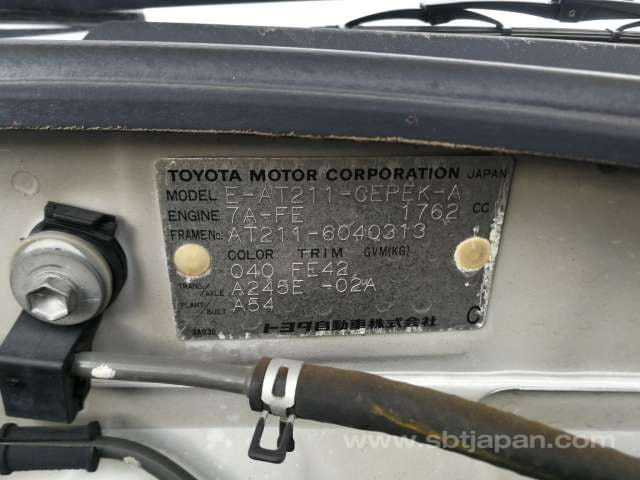 TOYOTA MOTOR CORPORATION JAPAN
MODEL E-AT211-CEPEK-A
ENGINE 7A-FE 1762 CC
FRAME No. AT211-6040313
COLOR TRIM GVM(KG)
040 FE42
TRANS./AXLE A245E -02A
PLANT/BUILT A54
トヨタ自動車株式会社
C
www.sbtjapan.com